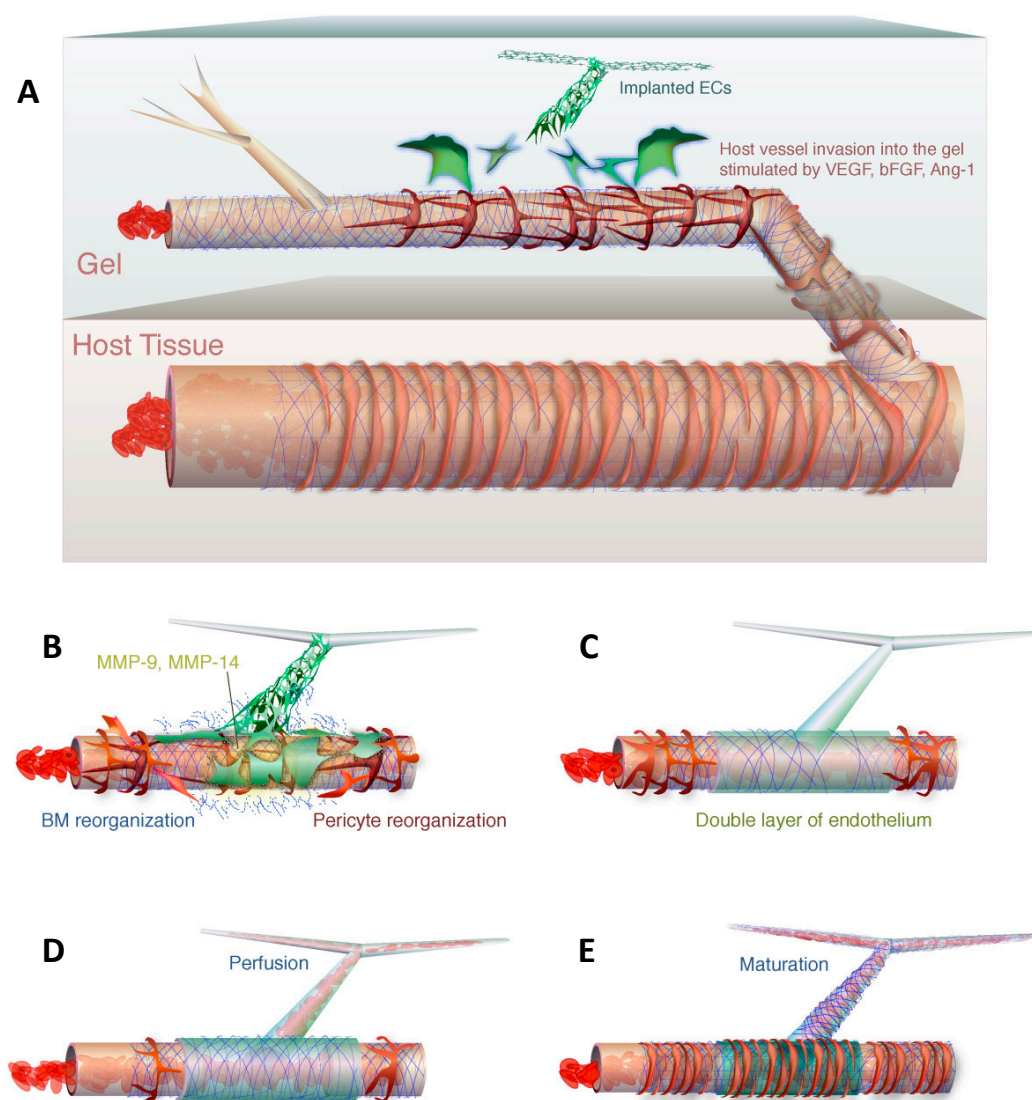 A
Implanted ECs
Host vessel invasion into the gel
stimulated by VEGF, bFGF, Ang-1
Gel
Host Tissue
B
MMP-9, MMP-14
BM reorganization
Pericyte reorganization
C
Double layer of endothelium
D
Perfusion
E
Maturation